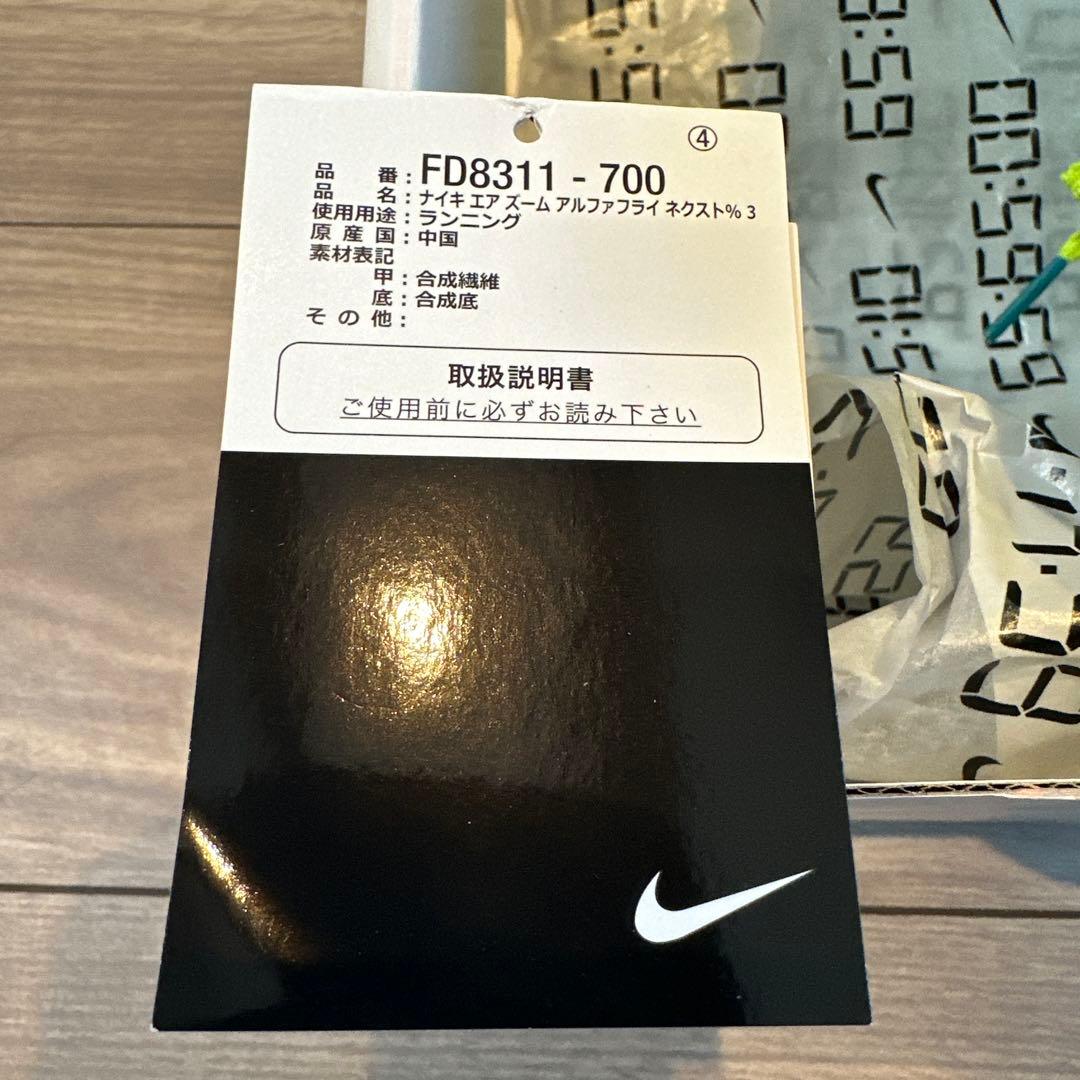 ④
品 番：FD8311 - 700
品 名：ナイキ エア ズーム アルファフライ ネクスト% 3
使用用途：ランニング
原 産 国：中国
素材表記
甲：合成繊維
底：合成底
そ の 他：
取扱説明書
ご使用前に必ずお読み下さい